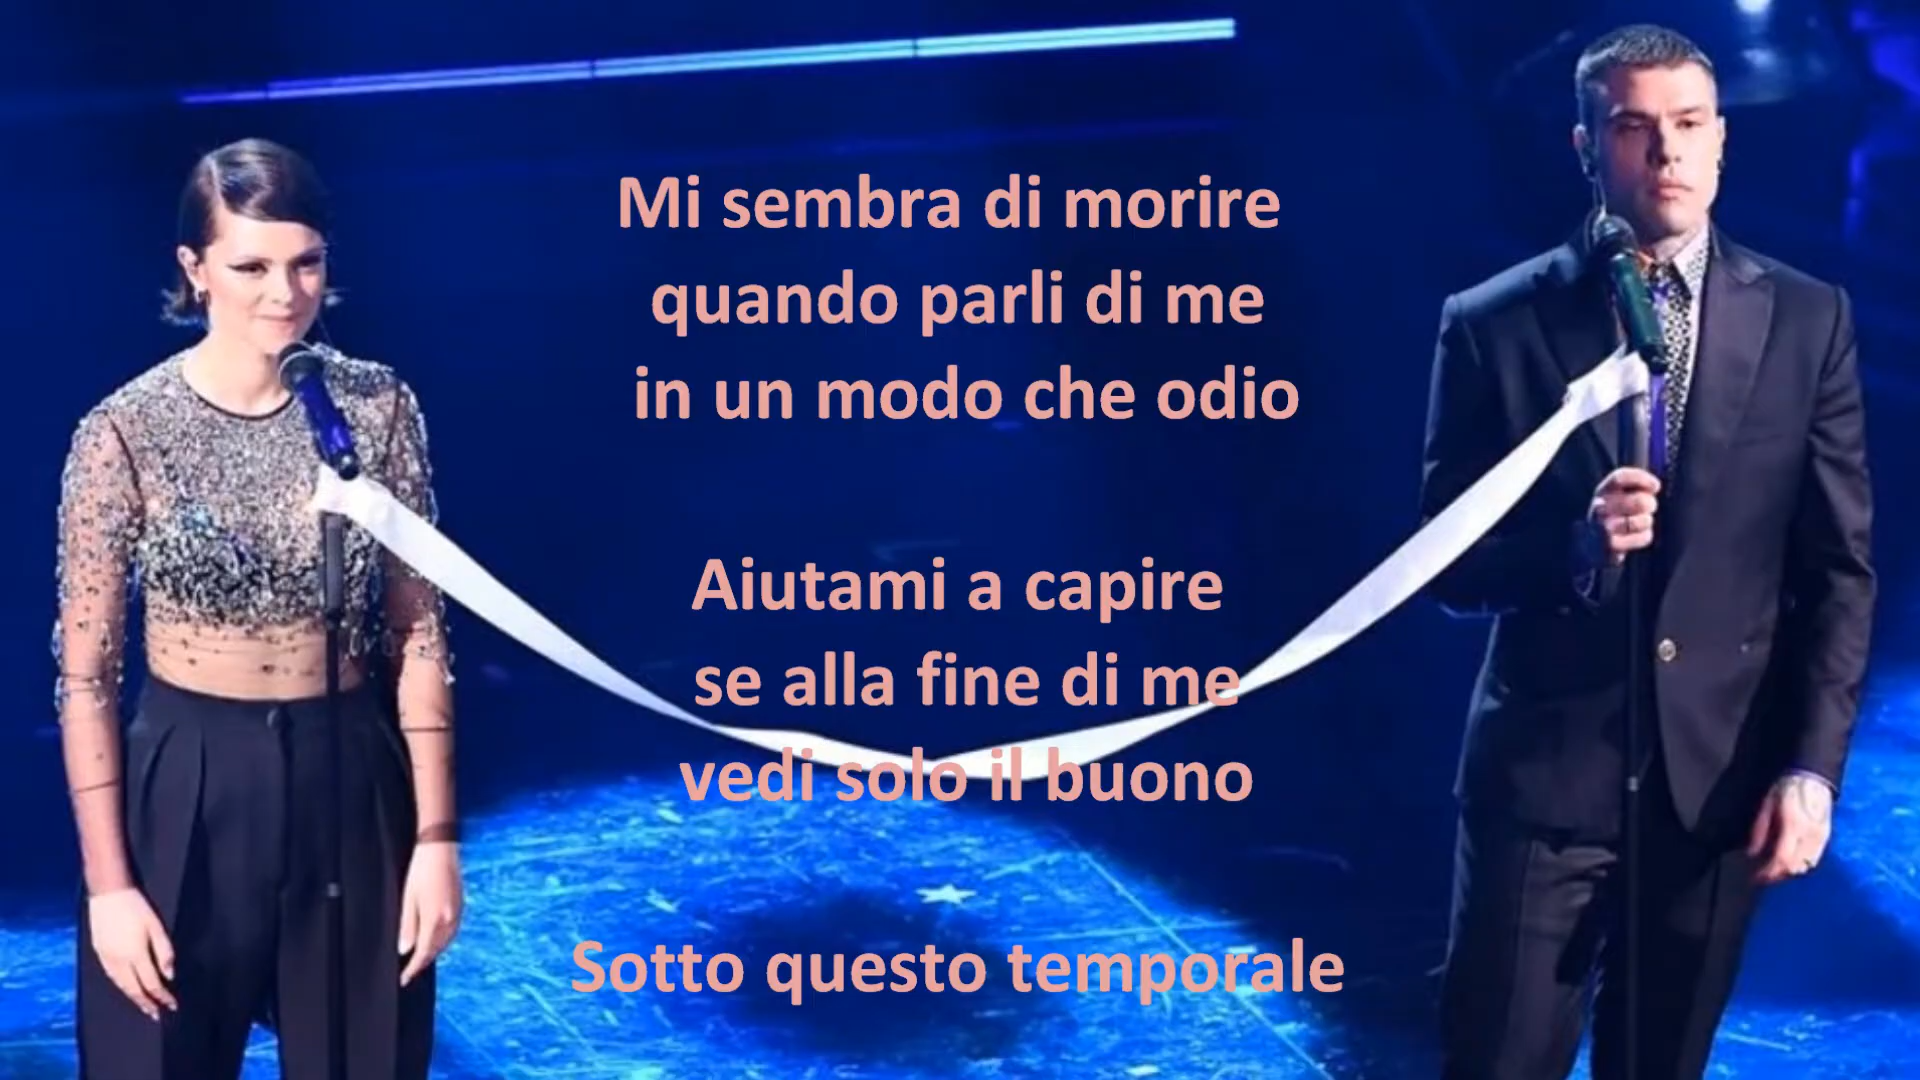 Mi sembra di morire
quando parli di me
in un modo che odio
Aiutami a capire
se alla fine di me
vedi solo il buono
Sotto questo temporale